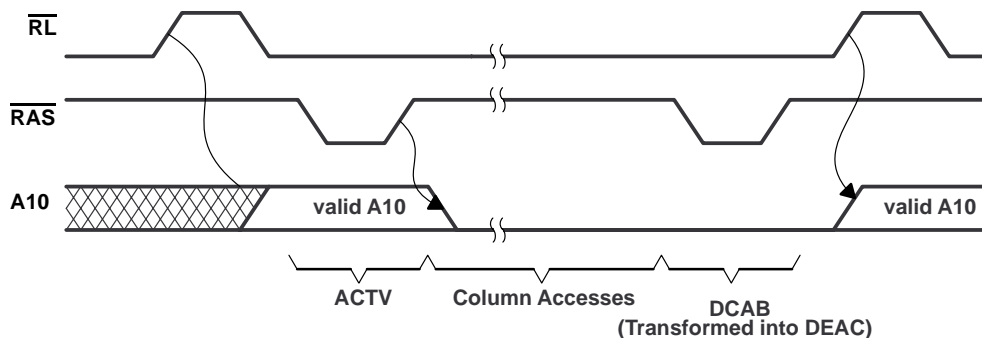 RL
RAS
A10
valid A10
valid A10
ACTV
Column Accesses
DCAB
(Transformed into DEAC)